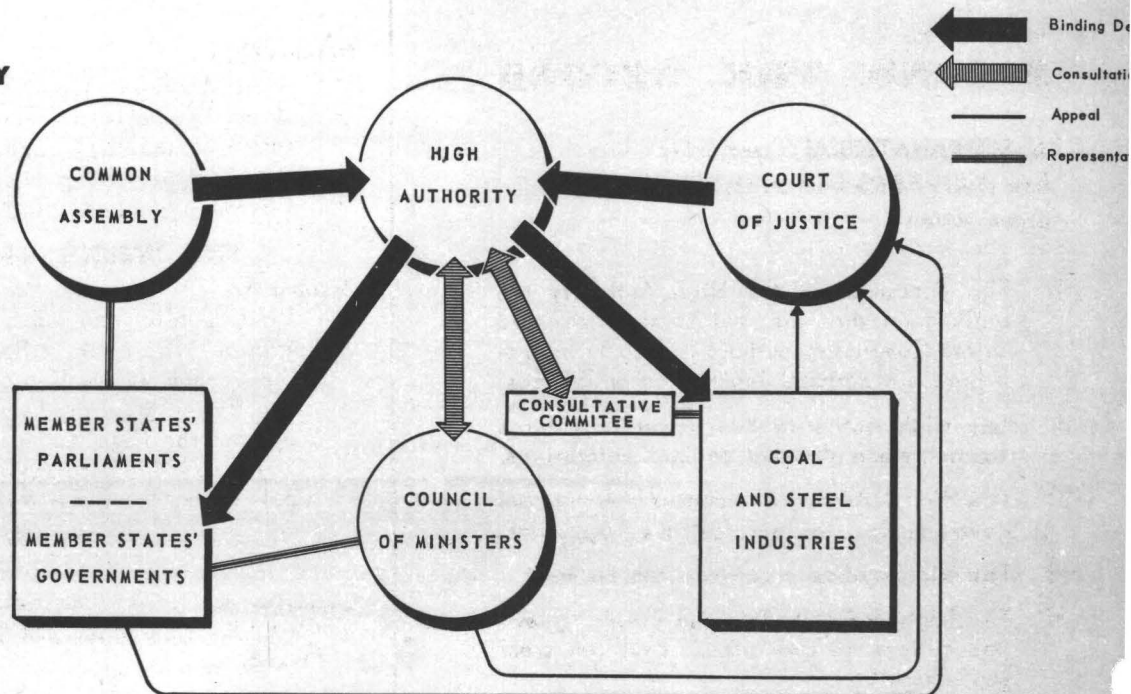 Y
COMMON
ASSEMBLY
HIGH
AUTHORITY
COURT
OF JUSTICE
Binding De
Consultatio
Appeal
Representa
MEMBER STATES'
PARLIAMENTS
MEMBER STATES'
GOVERNMENTS
COUNCIL
OF MINISTERS
CONSULTATIVE
COMMITEE
COAL
AND STEEL
INDUSTRIES